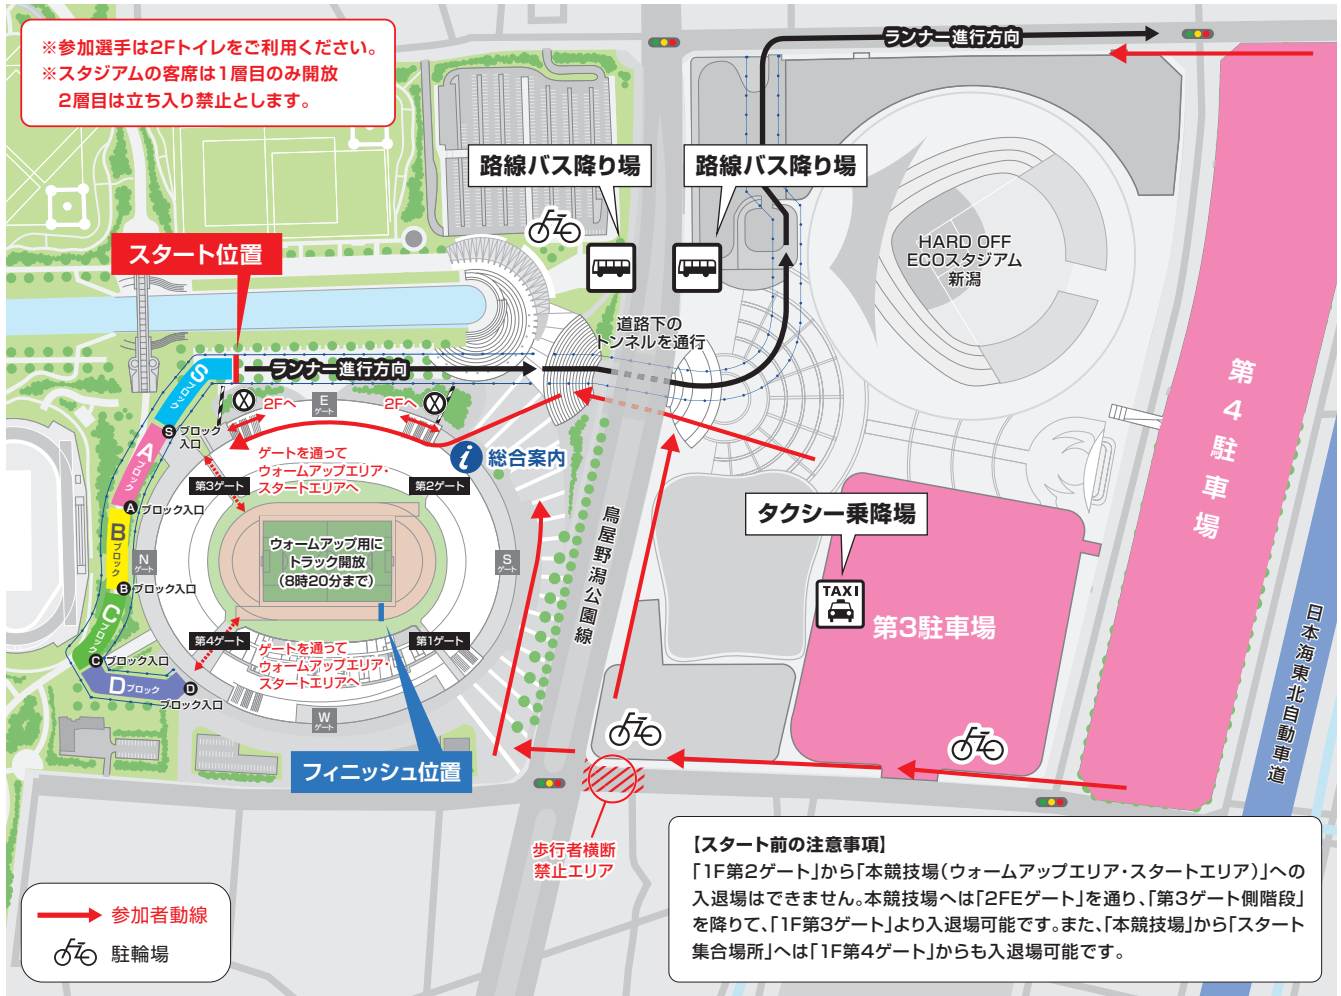 ※参加選手は2Fトイレをご利用ください。
※スタジアムの客席は1層目のみ開放
2層目は立ち入り禁止とします。
ランナー進行方向
路線バス降り場
路線バス降り場
スタート位置
HARD OFF
ECOスタジアム
新潟
道路下の
トンネルを通行
ランナー進行方向
Sブロック
2Fへ
2Fへ
E
ゲート
S
ブロック
入口
総合案内
Aブロック
ゲートを通って
ウォームアップエリア・
スタートエリアへ
第3ゲート
第2ゲート
A
ブロック入口
第4駐車場
タクシー乗降場
鳥屋野潟公園線
Bブロック
ウォームアップ用に
トラック開放
(8時20分まで)
N
ゲート
S
ゲート
B
ブロック入口
TAXI
第3駐車場
日本海東北自動車道
Cブロック
第4ゲート
第1ゲート
ゲートを通って
ウォームアップエリア・
スタートエリアへ
C
ブロック入口
Dブロック
D
ブロック入口
W
ゲート
フィニッシュ位置
歩行者横断
禁止エリア
【スタート前の注意事項】
「1F第2ゲート」から「本競技場(ウォームアップエリア・スタートエリア)」への
入退場はできません。本競技場へは「2FEゲート」を通り、「第3ゲート側階段」
を降りて、「1F第3ゲート」より入退場可能です。また、「本競技場」から「スタート
集合場所」へは「1F第4ゲート」からも入退場可能です。
参加者動線
駐輪場